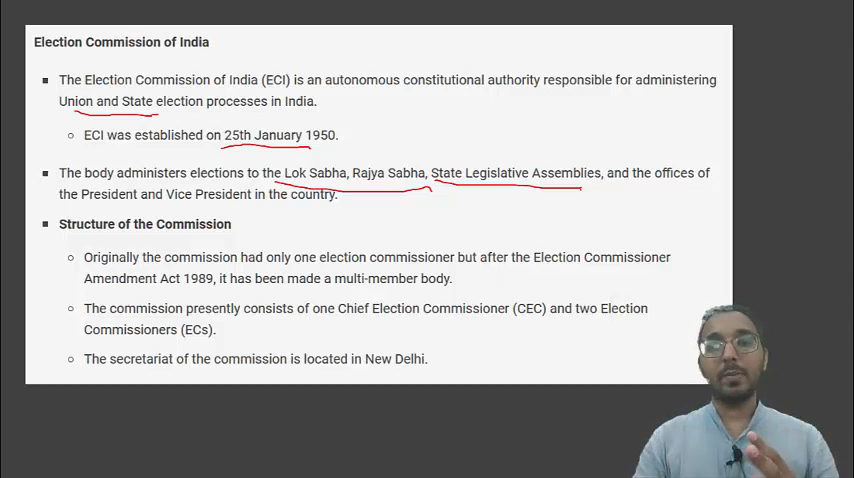 Election Commission of India
The Election Commission of India (ECI) is an autonomous constitutional authority responsible for administering
Union and State election processes in India.
ECI was established on 25th January 1950.
The body administers elections to the Lok Sabha, Rajya Sabha, State Legislative Assemblies, and the offices of
the President and Vice President in the country.
Structure of the Commission
Originally the commission had only one election commissioner but after the Election Commissioner
Amendment Act 1989, it has been made a multi-member body.
The commission presently consists of one Chief Election Commissioner (CEC) and two Election
Commissioners (ECs).
The secretariat of the commission is located in New Delhi.